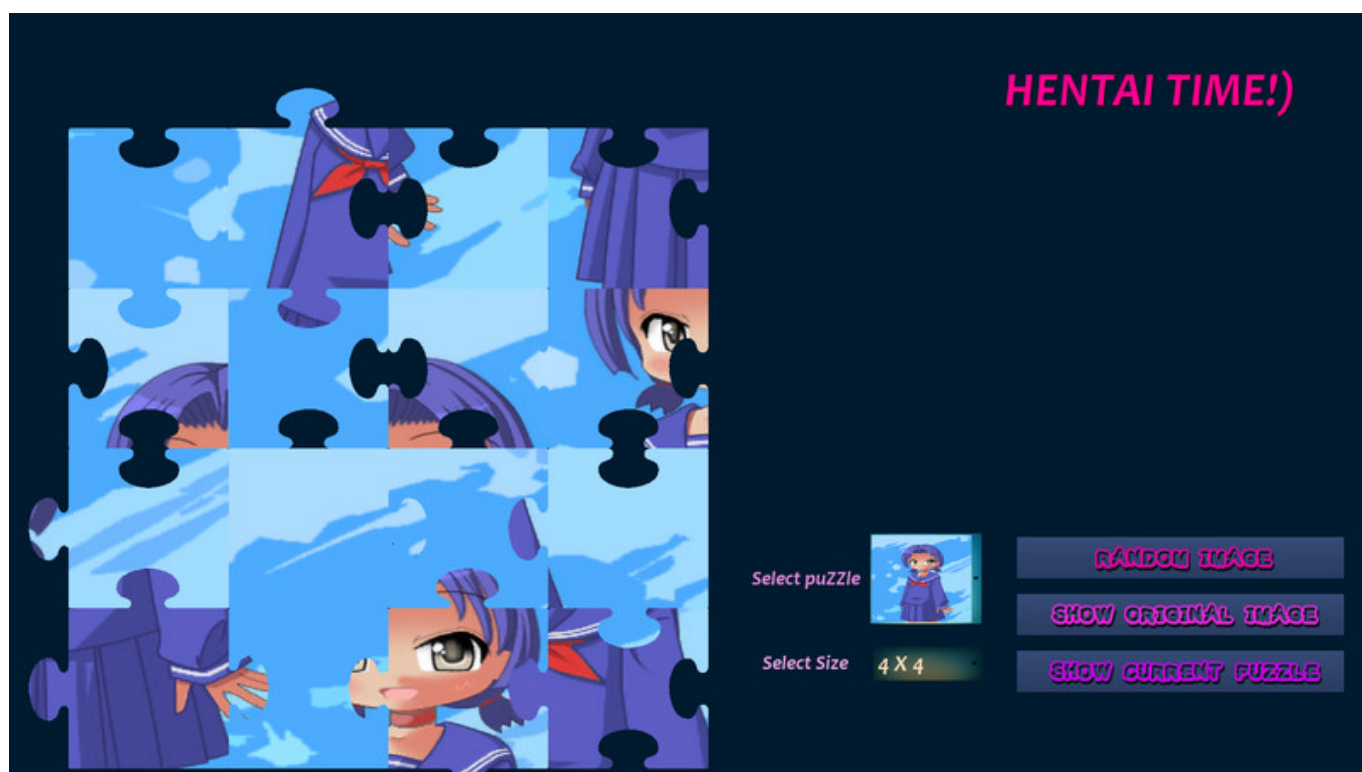 HENTAI TIME!)
Select puZZle
RANDOM IMAGE
SHOW ORIGINAL IMAGE
Select Size
4 X 4
SHOW CURRENT PUZZLE